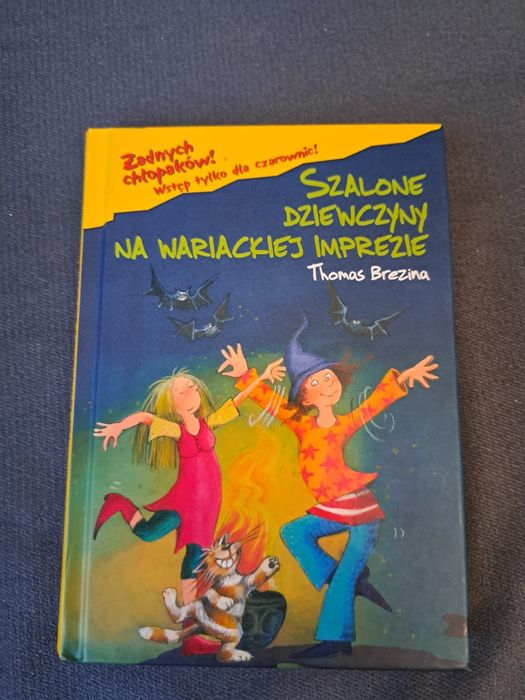 Żadnych
chłopaków!
Wstęp tylko dla czarownic!
SZALONE
DZIEWCZYNY
NA WARIACKIEJ IMPREZIE
Thomas Brezina